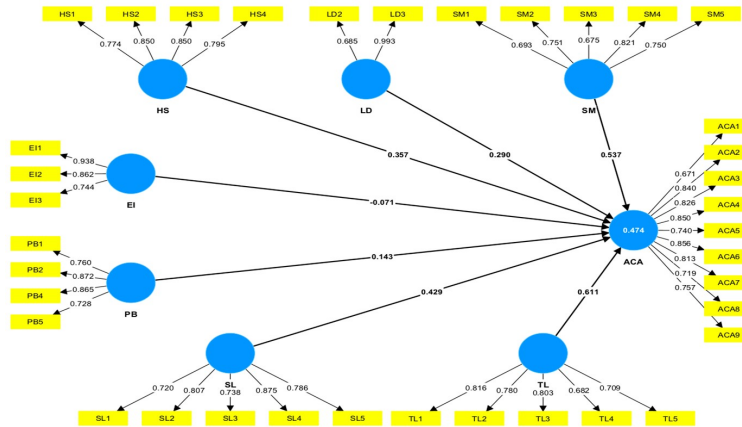 HS1 HS2 HS3 HS4 LD2 LD3 SM1 SM2 SM3 SM4 SM5
0.774 0.850 0.850 0.795 0.685 0.993 0.693 0.751 0.675 0.821 0.750
HS LD SM
0.357 0.290 0.537
EI1 0.938
EI2 0.862
EI3 0.744
EI
-0.071
PB1 0.760
PB2 0.872
PB4 0.865
PB5 0.728
PB
0.143
0.429
0.611
0.474
ACA
0.671 ACA1
0.840 ACA2
0.826 ACA3
0.850 ACA4
0.740 ACA5
0.856 ACA6
0.813 ACA7
0.719 ACA8
0.757 ACA9
SL TL
0.720 0.807 0.738 0.875 0.786 0.816 0.780 0.803 0.682 0.709
SL1 SL2 SL3 SL4 SL5 TL1 TL2 TL3 TL4 TL5